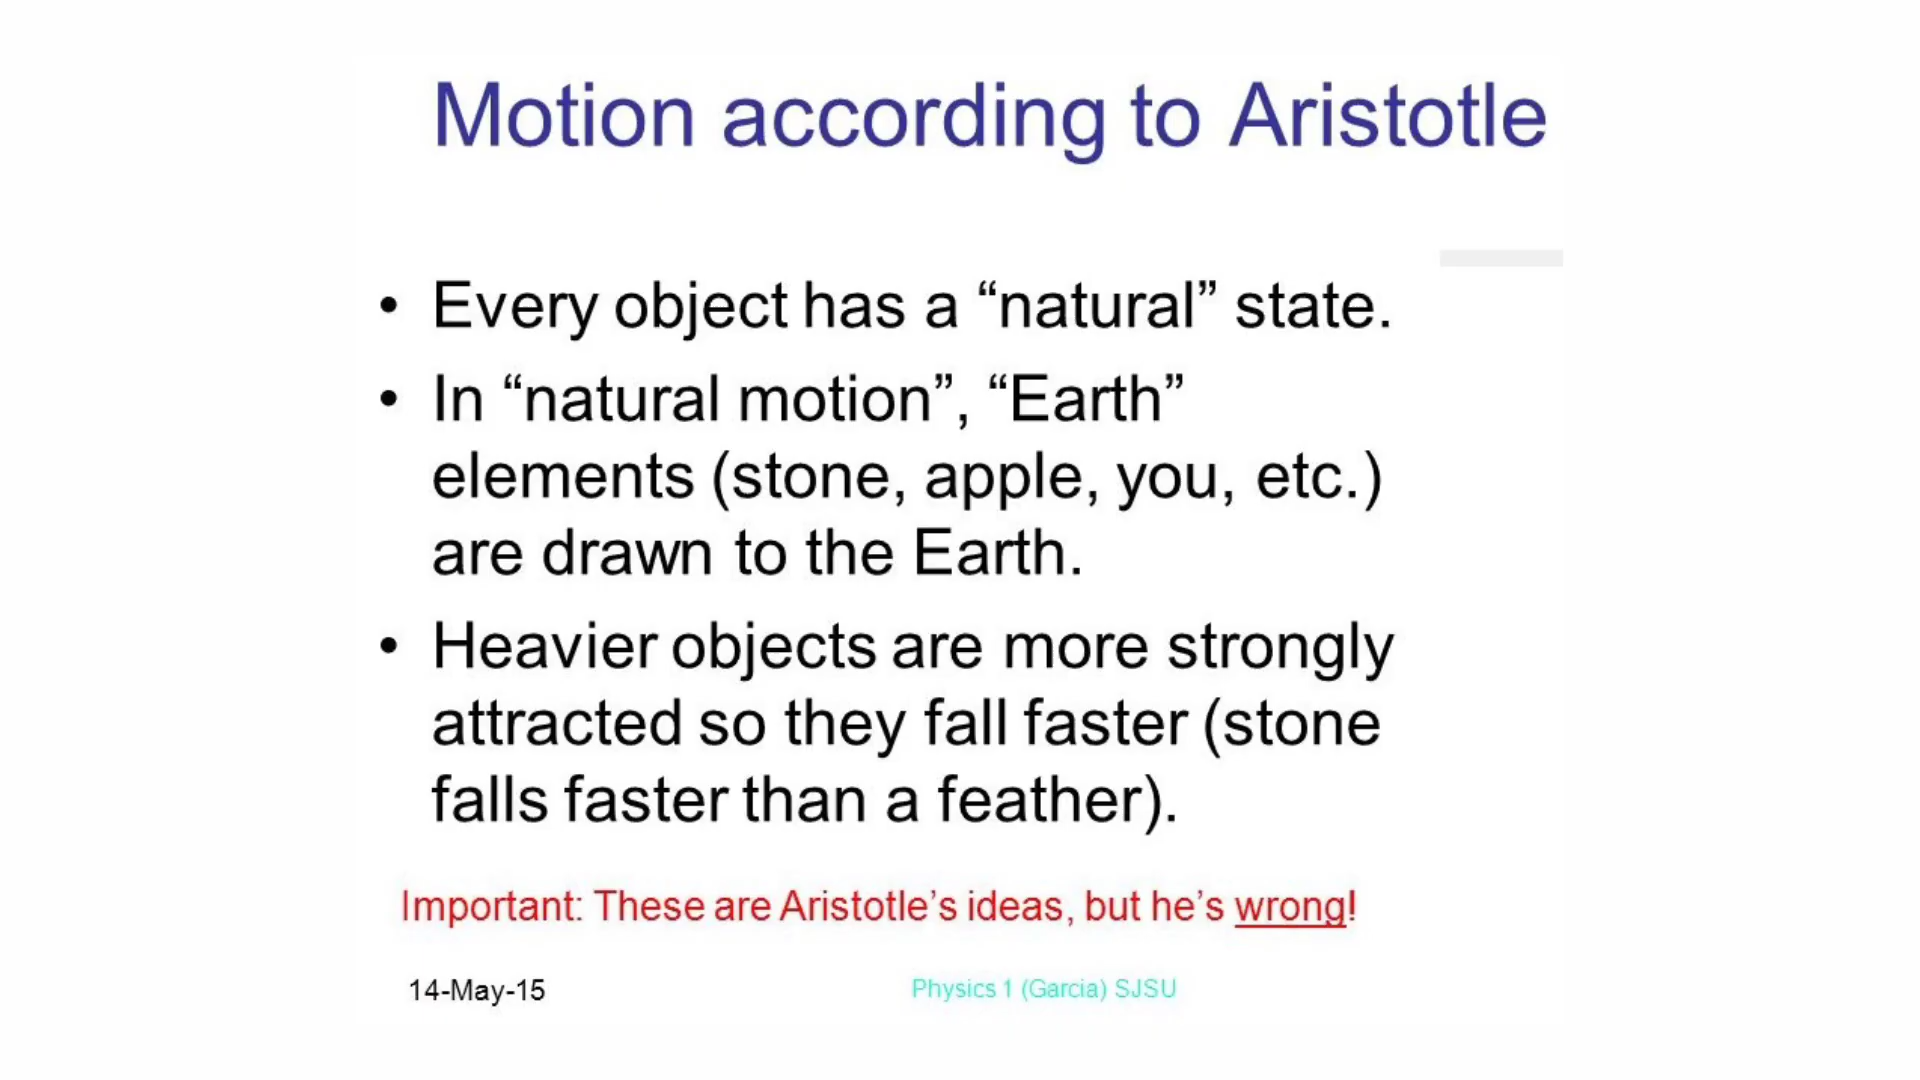 Motion according to Aristotle
• Every object has a “natural” state.
• In “natural motion”, “Earth”
elements (stone, apple, you, etc.)
are drawn to the Earth.
• Heavier objects are more strongly
attracted so they fall faster (stone
falls faster than a feather).
Important: These are Aristotle’s ideas, but he’s wrong!
14-May-15
Physics 1 (Garcia) SJSU